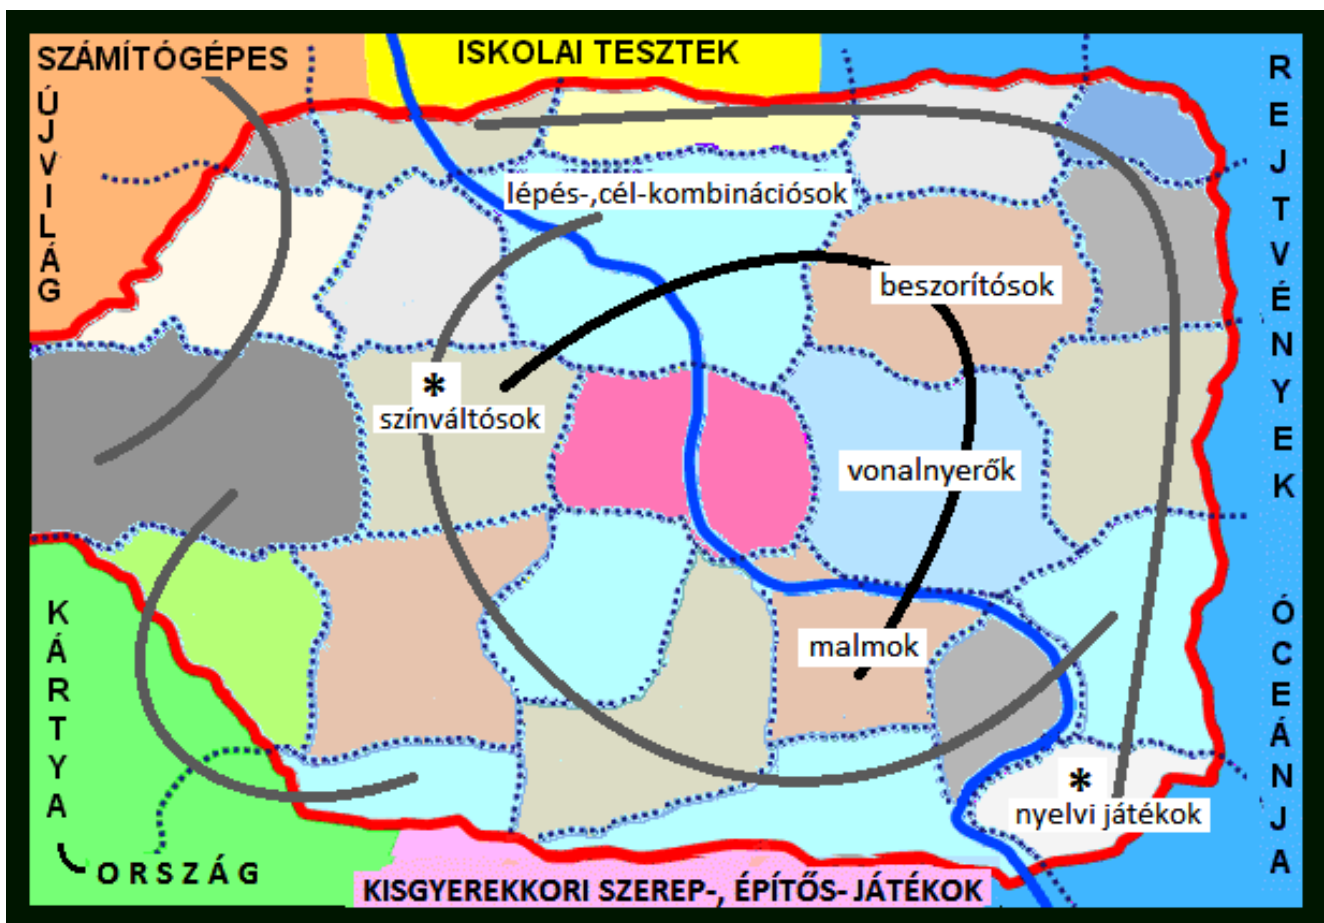 SZÁMÍTÓGÉPES
ÚJVILÁG
ISKOLAI TESZTEK
REJTVÉNYEK ÓCEÁNJA
lépés-,cél-kombinációsok
beszorítósok
*
színváltósok
vonalnyerők
malmok
*
nyelvi játékok
KÁRTYA
ORSZÁG
KISGYEREKKORI SZEREP-, ÉPÍTŐS- JÁTÉKOK